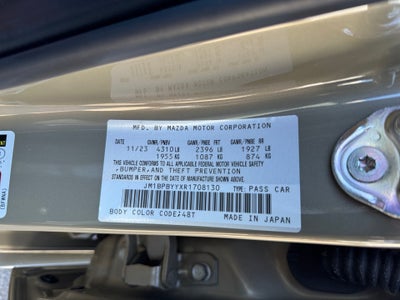 MFD. BY MAZDA MOTOR CORPORATION
DATE GVWR/PNBV GAWR/PNBE FRT GAWR/PNBE RR
11/23 4310LB 2396 LB 1927 LB
1955 KG 1087 KG 874 KG
THIS VEHICLE CONFORMS TO ALL APPLICABLE FEDERAL MOTOR VEHICLE SAFETY
,BUMPER,AND THEFT PREVENTION
STANDARDS IN EFFECT ON THE DATE OF MANUFACTURE SHOWN ABOVE.
JM1BPBYYXR1708130 TYPE: PASS CAR
BODY COLOR CODE;48T MADE IN JAPAN